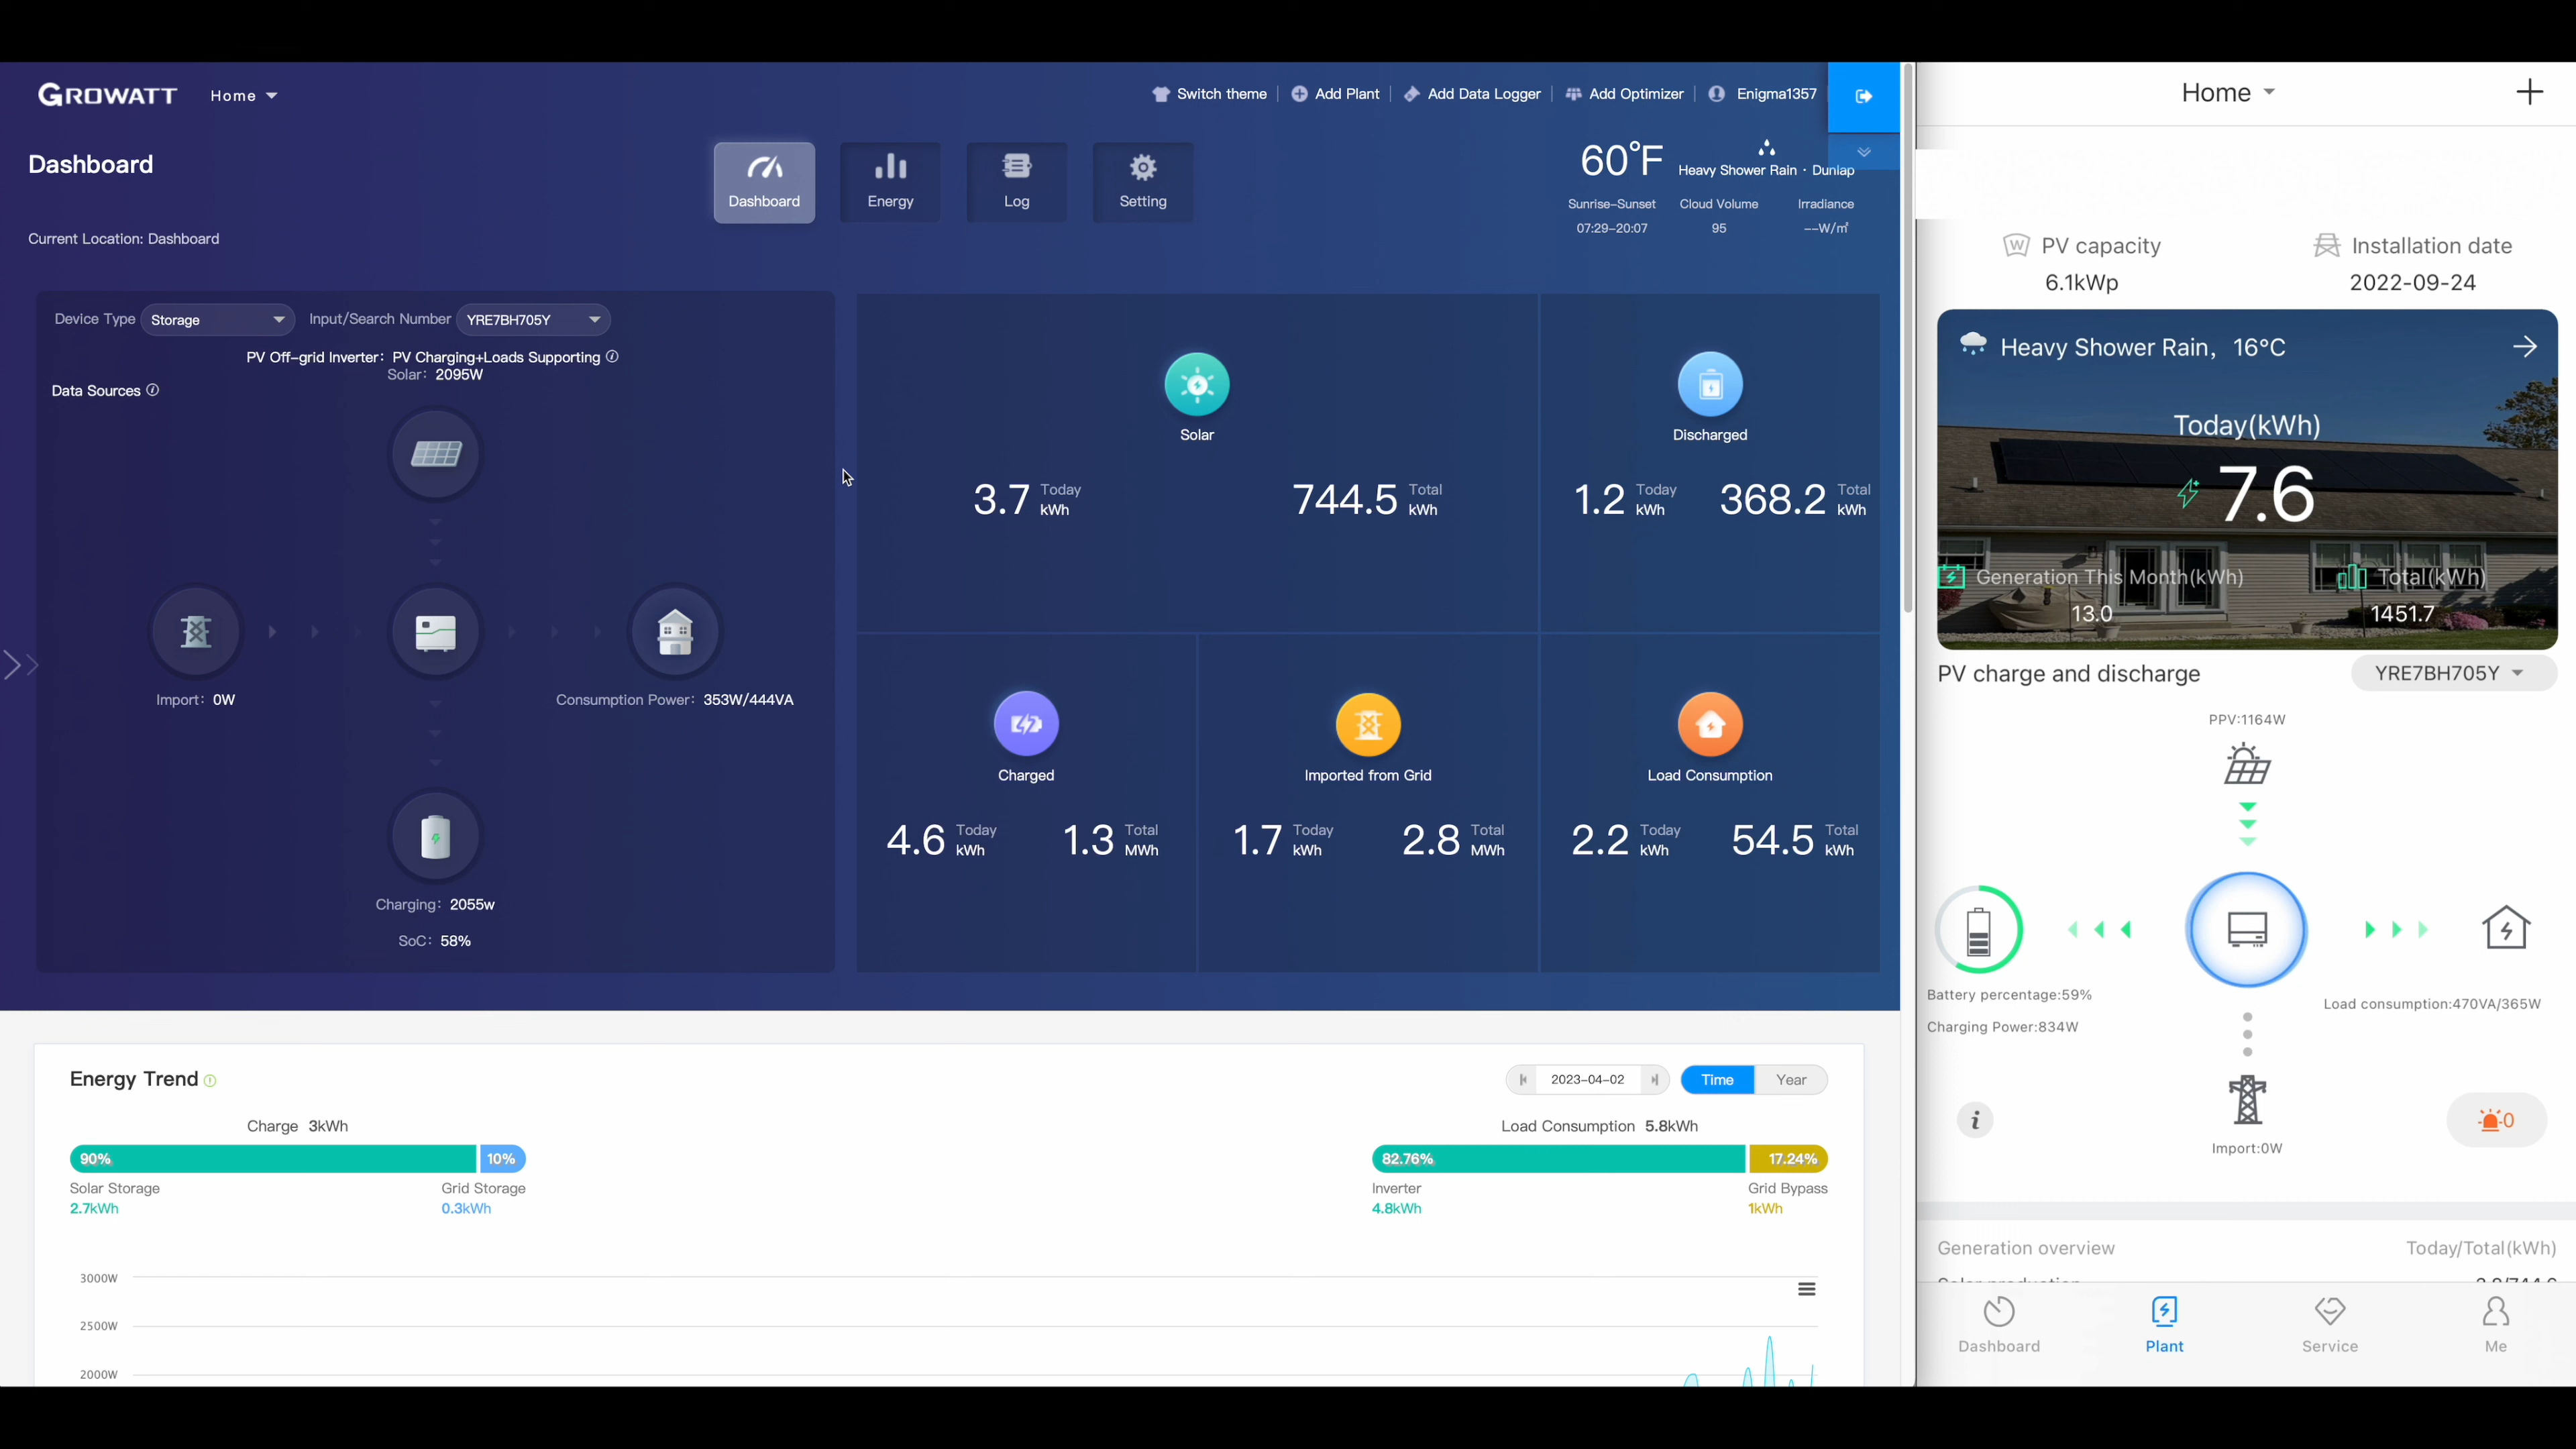 GROWATT
Home
Switch theme
Add Plant
Add Data Logger
Add Optimizer
Enigma1357
Dashboard
Dashboard
Energy
Log
Setting
60°F
Heavy Shower Rain · Dunlap
Sunrise-Sunset
Cloud Volume
Irradiance
07:29-20:07
95
--W/㎡
Current Location: Dashboard
Device Type
Storage
Input/Search Number
YRE7BH705Y
PV Off-grid Inverter: PV Charging+Loads Supporting
Solar: 2095W
Data Sources
Import: 0W
Consumption Power: 353W/444VA
Charging: 2055w
SoC: 58%
Solar
3.7 Today kWh
744.5 Total kWh
Discharged
1.2 Today kWh
368.2 Total kWh
Charged
4.6 Today kWh
1.3 Total MWh
Imported from Grid
1.7 Today kWh
2.8 Total MWh
Load Consumption
2.2 Today kWh
54.5 Total kWh
Energy Trend
2023-04-02
Time
Year
Charge 3kWh
90%
10%
Solar Storage
Grid Storage
2.7kWh
0.3kWh
Load Consumption 5.8kWh
82.76%
17.24%
Inverter
Grid Bypass
4.8kWh
1kWh
3000W
2500W
2000W
Home
+
PV capacity
Installation date
6.1kWp
2022-09-24
Heavy Shower Rain, 16°C
Today(kWh)
7.6
Generation This Month(kWh)
Total(kWh)
13.0
1451.7
PV charge and discharge
YRE7BH705Y
PPV:1164W
Battery percentage:59%
Load consumption:470VA/365W
Charging Power:834W
i
0
Import:0W
Generation overview
Today/Total(kWh)
Dashboard
Plant
Service
Me